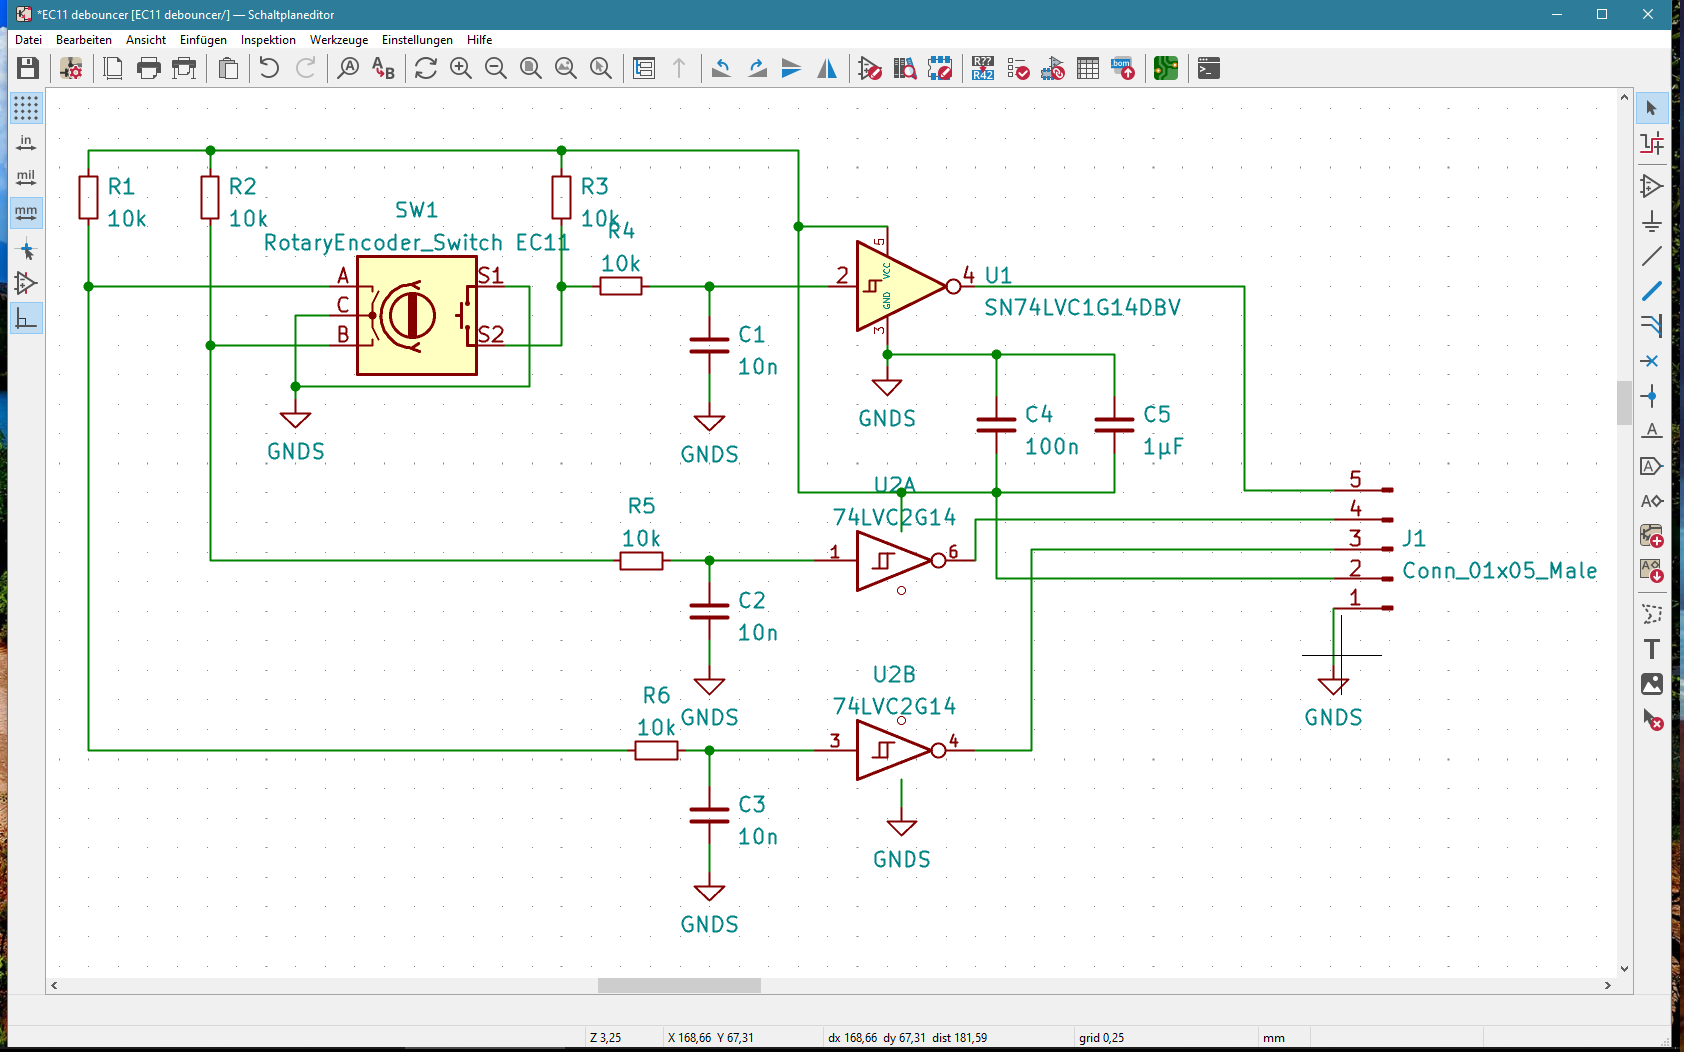 *EC11 debouncer [EC11 debouncer/] — Schaltplaneditor
Datei Bearbeiten Ansicht Einfügen Inspektion Werkzeuge Einstellungen Hilfe
A
B
R??
R42
bom
in
mil
mm
R1
10k
R2
10k
R3
10k
SW1
RotaryEncoder_Switch EC11
A
C
B
S1
S2
R4
10k
2
5
VCC
GND
3
4
U1
SN74LVC1G14DBV
C1
10n
GNDS
GNDS
GNDS
C4
100n
C5
1µF
U2A
74LVC2G14
R5
10k
1
6
C2
10n
GNDS
5
4
3
2
1
J1
Conn_01x05_Male
GNDS
U2B
74LVC2G14
R6
10k
3
4
C3
10n
GNDS
GNDS
A
A
A
A
T
Z 3,25
X 168,66 Y 67,31
dx 168,66 dy 67,31 dist 181,59
grid 0,25
mm